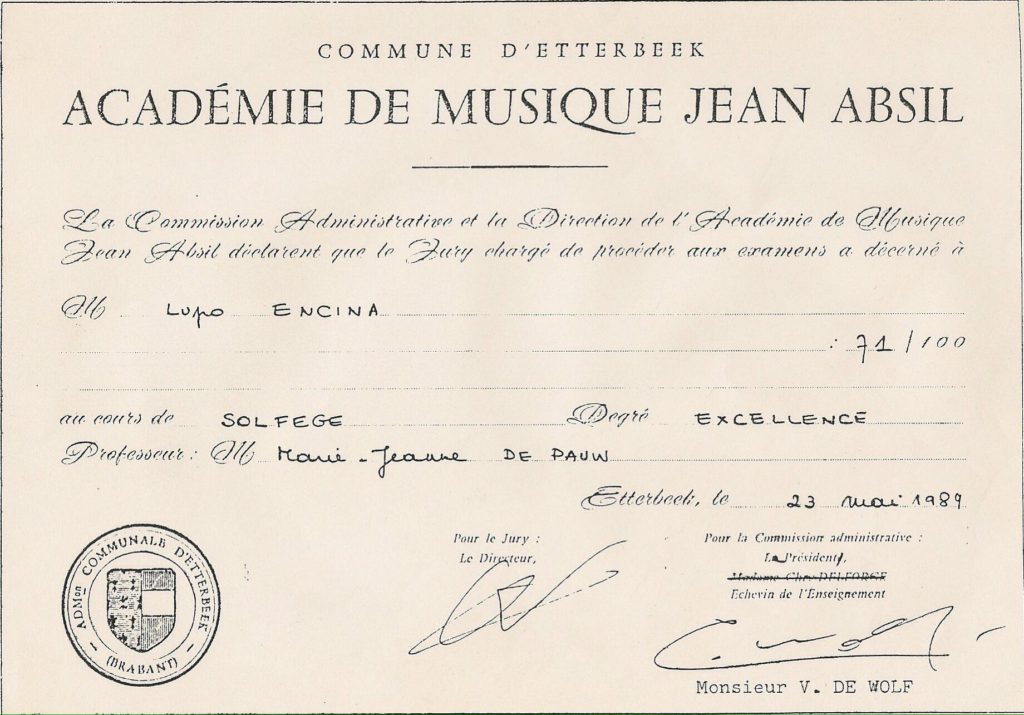 COMMUNE D'ETTERBEEK
ACADÉMIE DE MUSIQUE JEAN ABSIL
La Commission Administrative et la Direction de l'Académie de Musique
Jean Absil déclarent que le Jury chargé de procéder aux examens a décerné à
M Lupo ENCINA
: 71/100
au cours de SOLFEGE Degré EXCELLENCE
Professeur : M Marie-Jeanne DE PAUW
Etterbeek, le 23 mai 1989
Pour le Jury :
Le Directeur,
Pour la Commission administrative :
Le Président,
Madame Chr. DELFORGE
Echevin de l'Enseignement
Monsieur V. DE WOLF
ADMon COMMUNALE D'ETTERBEEK
(BRABANT)